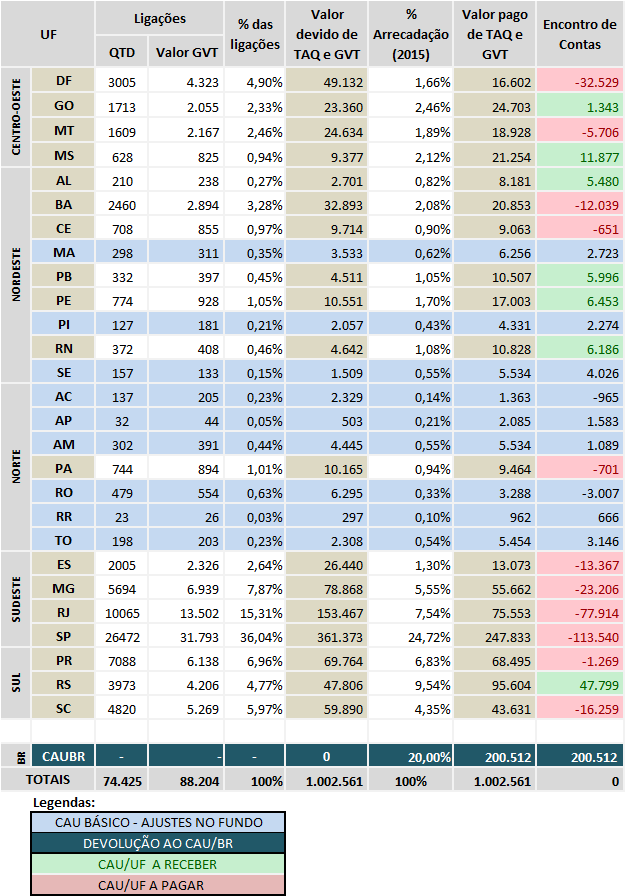 UF Ligações % das ligações Valor devido de TAQ e GVT % Arrecadação (2015) Valor pago de TAQ e GVT Encontro de Contas
QTD Valor GVT
CENTRO-OESTE
DF 3005 4.323 4,90% 49.132 1,66% 16.602 -32.529
GO 1713 2.055 2,33% 23.360 2,46% 24.703 1.343
MT 1609 2.167 2,46% 24.634 1,89% 18.928 -5.706
MS 628 825 0,94% 9.377 2,12% 21.254 11.877
NORDESTE
AL 210 238 0,27% 2.701 0,82% 8.181 5.480
BA 2460 2.894 3,28% 32.893 2,08% 20.853 -12.039
CE 708 855 0,97% 9.714 0,90% 9.063 -651
MA 298 311 0,35% 3.533 0,62% 6.256 2.723
PB 332 397 0,45% 4.511 1,05% 10.507 5.996
PE 774 928 1,05% 10.551 1,70% 17.003 6.453
PI 127 181 0,21% 2.057 0,43% 4.331 2.274
RN 372 408 0,46% 4.642 1,08% 10.828 6.186
SE 157 133 0,15% 1.509 0,55% 5.534 4.026
NORTE
AC 137 205 0,23% 2.329 0,14% 1.363 -965
AP 32 44 0,05% 503 0,21% 2.085 1.583
AM 302 391 0,44% 4.445 0,55% 5.534 1.089
PA 744 894 1,01% 10.165 0,94% 9.464 -701
RO 479 554 0,63% 6.295 0,33% 3.288 -3.007
RR 23 26 0,03% 297 0,10% 962 666
TO 198 203 0,23% 2.308 0,54% 5.454 3.146
SUDESTE
ES 2005 2.326 2,64% 26.440 1,30% 13.073 -13.367
MG 5694 6.939 7,87% 78.868 5,55% 55.662 -23.206
RJ 10065 13.502 15,31% 153.467 7,54% 75.553 -77.914
SP 26472 31.793 36,04% 361.373 24,72% 247.833 -113.540
SUL
PR 7088 6.138 6,96% 69.764 6,83% 68.495 -1.269
RS 3973 4.206 4,77% 47.806 9,54% 95.604 47.799
SC 4820 5.269 5,97% 59.890 4,35% 43.631 -16.259
BR CAUBR - - - 0 20,00% 200.512 200.512
TOTAIS 74.425 88.204 100% 1.002.561 100% 1.002.561 0
Legendas:
CAU BÁSICO - AJUSTES NO FUNDO
DEVOLUÇÃO AO CAU/BR
CAU/UF A RECEBER
CAU/UF A PAGAR